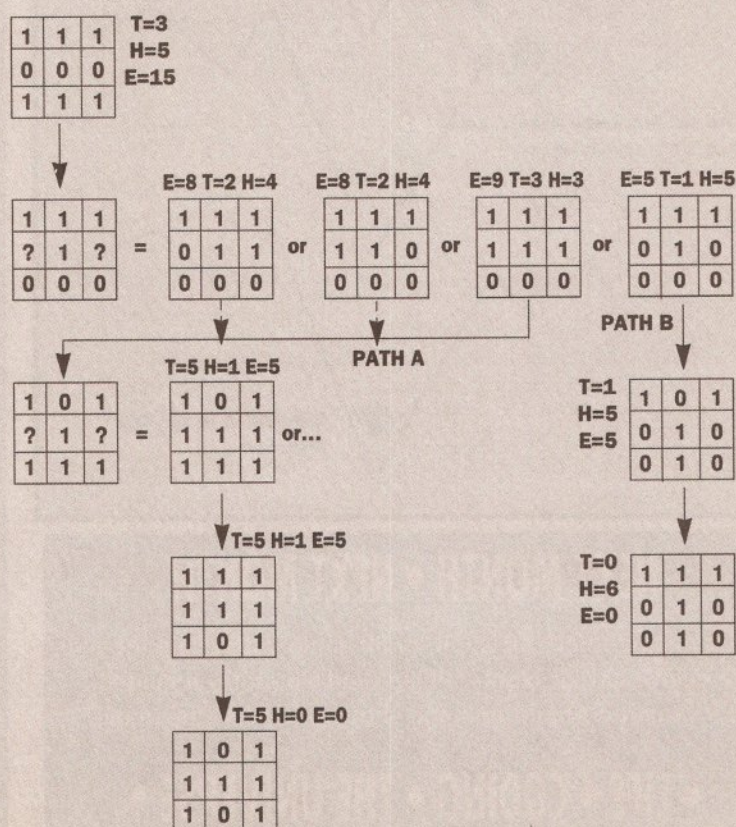 1 1 1 T=3
H=5
0 0 0 E=15
1 1 1
E=8 T=2 H=4 E=8 T=2 H=4 E=9 T=3 H=3 E=5 T=1 H=5
1 1 1 1 1 1 1 1 1 1 1 1 1 1 1
? 1 ? = 0 1 1 or 1 1 0 or 1 1 1 or 0 1 0
0 0 0 0 0 0 0 0 0 0 0 0 0 0 0
PATH B
PATH A
T=5 H=1 E=5
1 0 1 1 0 1
? 1 ? = 1 1 1 or...
1 1 1 1 1 1
T=1
H=5
E=5
1 0 1
0 1 0
0 1 0
T=5 H=1 E=5
1 1 1
1 1 1
1 0 1
T=0
H=6
E=0
1 1 1
0 1 0
0 1 0
T=5 H=0 E=0
1 0 1
1 1 1
1 0 1